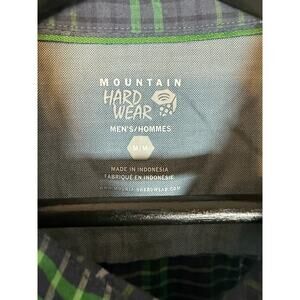 MOUNTAIN
HARD
WEAR
MEN'S/HOMMES
M/M
MADE IN INDONESIA
FABRIQUÉ EN INDONÉSIE